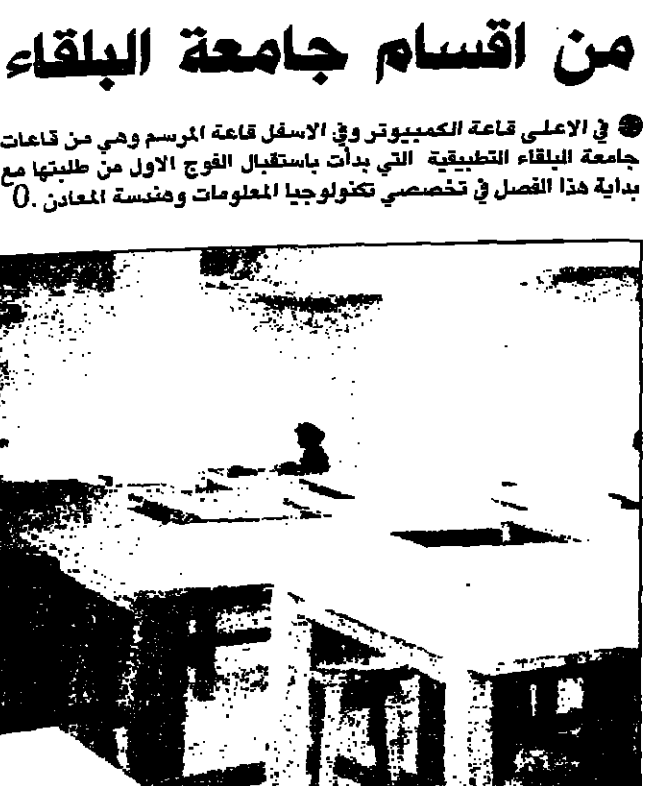 من اقسام جامعة البلقاء
● في الاعلى قاعة الكمبيوتر وفي الاسفل قاعة المرسم وهي من قاعات
جامعة البلقاء التطبيقية التي بدأت باستقبال الفوج الاول من طلبتها مع
بداية هذا الفصل في تخصصي تكنولوجيا المعلومات وهندسة المعادن .O